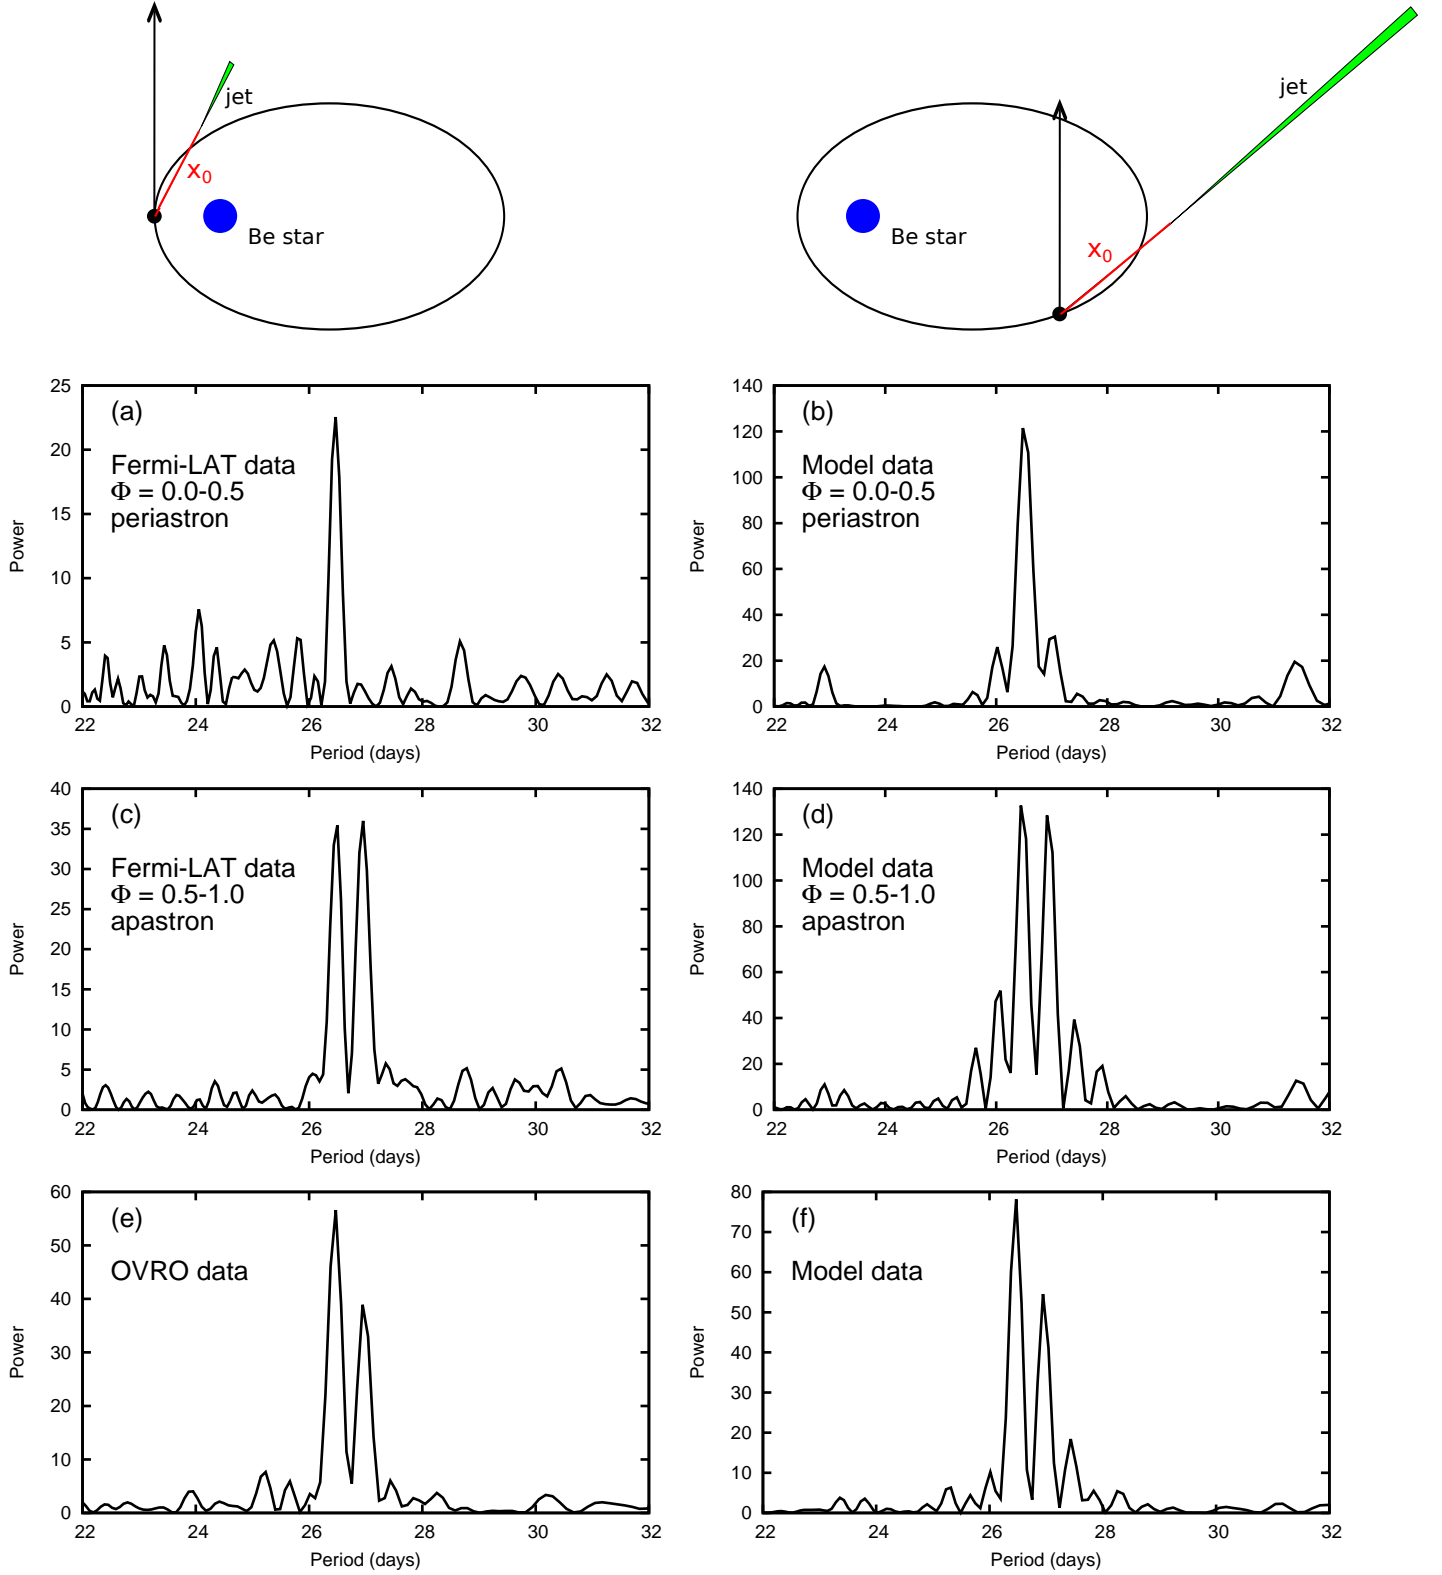 jet
x0
Be star
jet
x0
Be star
(a)
Fermi-LAT data
Φ = 0.0-0.5
periastron
Power
0
5
10
15
20
25
22
24
26
28
30
32
Period (days)
(b)
Model data
Φ = 0.0-0.5
periastron
Power
0
20
40
60
80
100
120
140
22
24
26
28
30
32
Period (days)
(c)
Fermi-LAT data
Φ = 0.5-1.0
apastron
Power
0
5
10
15
20
25
30
35
40
22
24
26
28
30
32
Period (days)
(d)
Model data
Φ = 0.5-1.0
apastron
Power
0
20
40
60
80
100
120
140
22
24
26
28
30
32
Period (days)
(e)
OVRO data
Power
0
10
20
30
40
50
60
22
24
26
28
30
32
Period (days)
(f)
Model data
Power
0
10
20
30
40
50
60
70
80
22
24
26
28
30
32
Period (days)